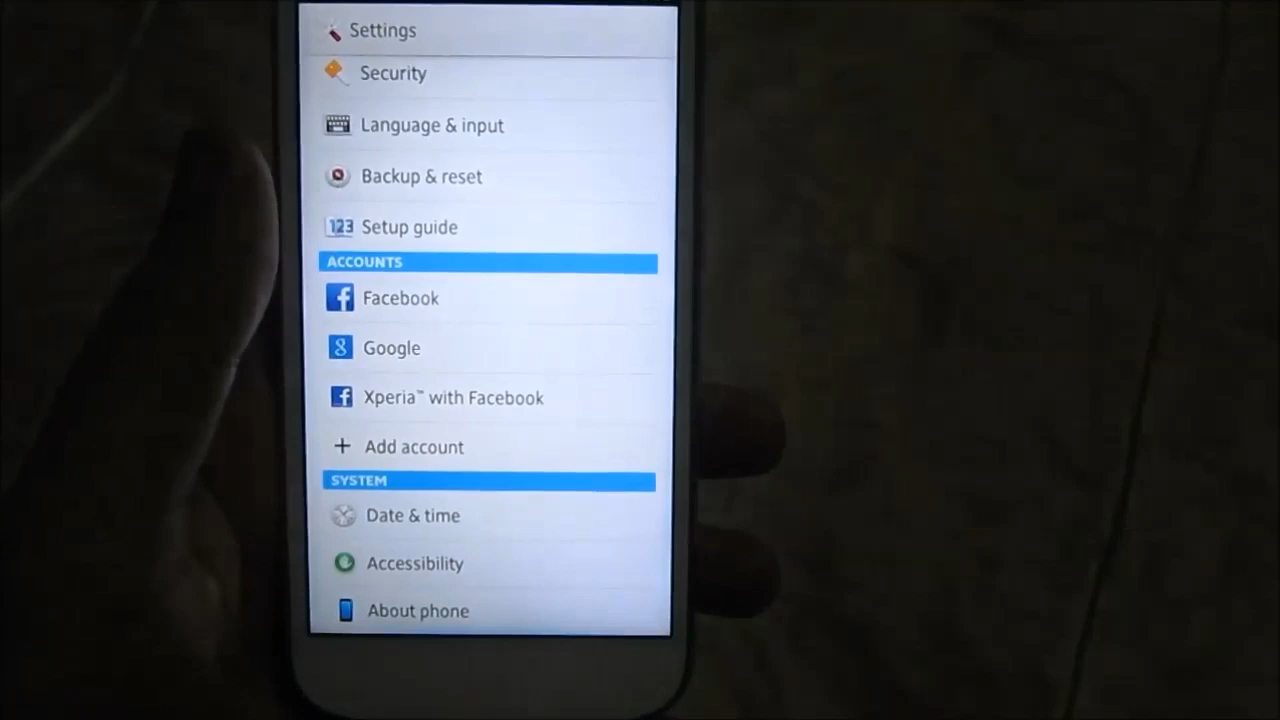 Settings
Security
Language & input
Backup & reset
123 Setup guide
ACCOUNTS
Facebook
Google
Xperia™ with Facebook
Add account
SYSTEM
Date & time
Accessibility
About phone